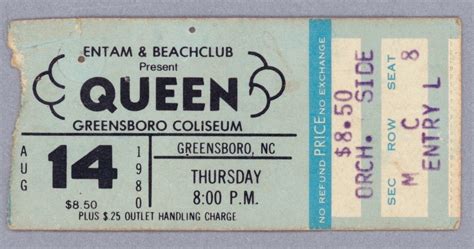 ENTAM & BEACHCLUB
Present
QUEEN
GREENSBORO COLISEUM
AUG
14
1980
GREENSBORO, NC
THURSDAY
8:00 P.M.
$8.50
PLUS $.25 OUTLET HANDLING CHARGE
NO REFUND PRICE NO EXCHANGE
$8.50
ORCH. SIDE
SEC ROW SEAT
M C 8
ENTRY L